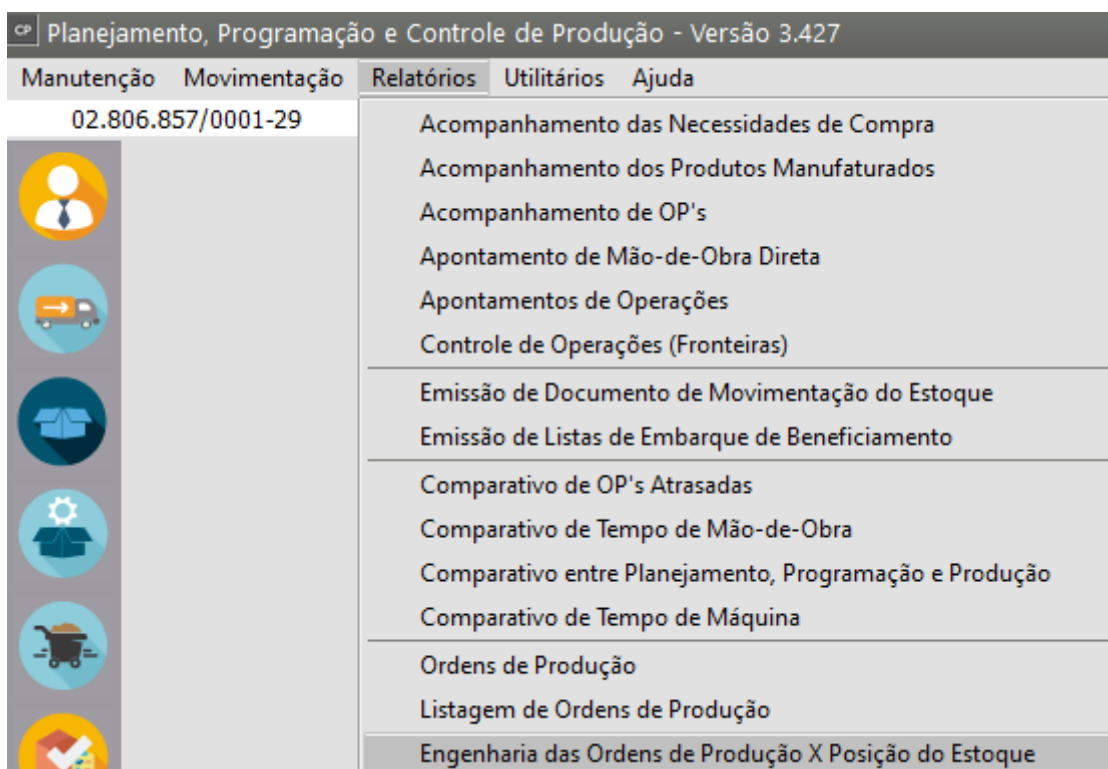 CP Planejamento, Programação e Controle de Produção - Versão 3.427
Manutenção Movimentação Relatórios Utilitários Ajuda
02.806.857/0001-29
Acompanhamento das Necessidades de Compra
Acompanhamento dos Produtos Manufaturados
Acompanhamento de OP's
Apontamento de Mão-de-Obra Direta
Apontamentos de Operações
Controle de Operações (Fronteiras)
Emissão de Documento de Movimentação do Estoque
Emissão de Listas de Embarque de Beneficiamento
Comparativo de OP's Atrasadas
Comparativo de Tempo de Mão-de-Obra
Comparativo entre Planejamento, Programação e Produção
Comparativo de Tempo de Máquina
Ordens de Produção
Listagem de Ordens de Produção
Engenharia das Ordens de Produção X Posição do Estoque